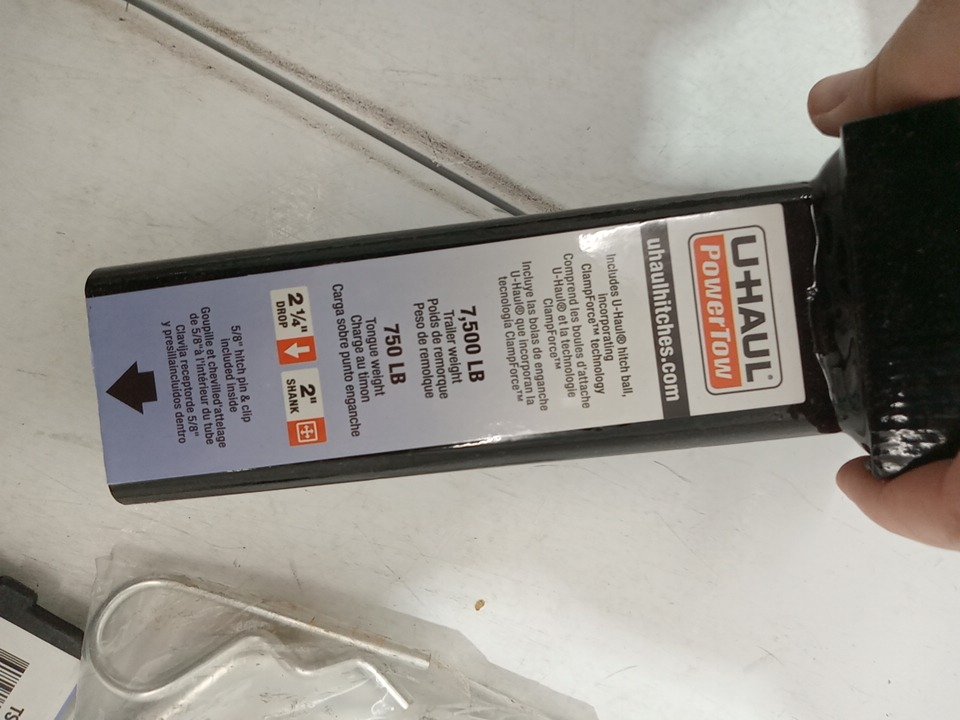 U-HAUL®
PowerTow
uhaulhitches.com
Includes U-Haul® hitch ball,
incorporating
ClampForce™ technology
Comprend les boules d'attache
U-Haul® et la technologie
ClampForce™
Incluye las bolas de enganche
U-Haul® que incorporan la
tecnología ClampForce™
7,500 LB
Trailer weight
Poids de remorque
Peso de remolque
750 LB
Tongue weight
Charge au timon
Carga sobre punto enganche
2 1/4"
DROP
2"
SHANK
5/8" hitch pin & clip
included inside
Goupille et cheville d'attelage
de 5/8" à l'intérieur du tube
Clavija receptor de 5/8"
y presilla incluidos dentro
TS